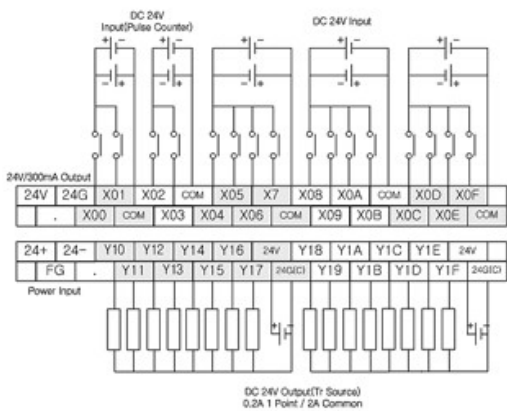 DC 24V
Input(Pulse Counter)
DC 24V Input
24V/300mA Output
24V 24G X01 X02 COM X05 X7 X08 X0A COM X0D X0F
. X00 COM X03 X04 X06 COM X09 X0B X0C X0E COM
24+ 24- Y10 Y12 Y14 Y16 24V Y18 Y1A Y1C Y1E 24V
FG . Y11 Y13 Y15 Y17 24G(C) Y19 Y1B Y1D Y1F 24G(C)
Power Input
DC 24V Output(Tr Source)
0.2A 1 Point / 2A Common